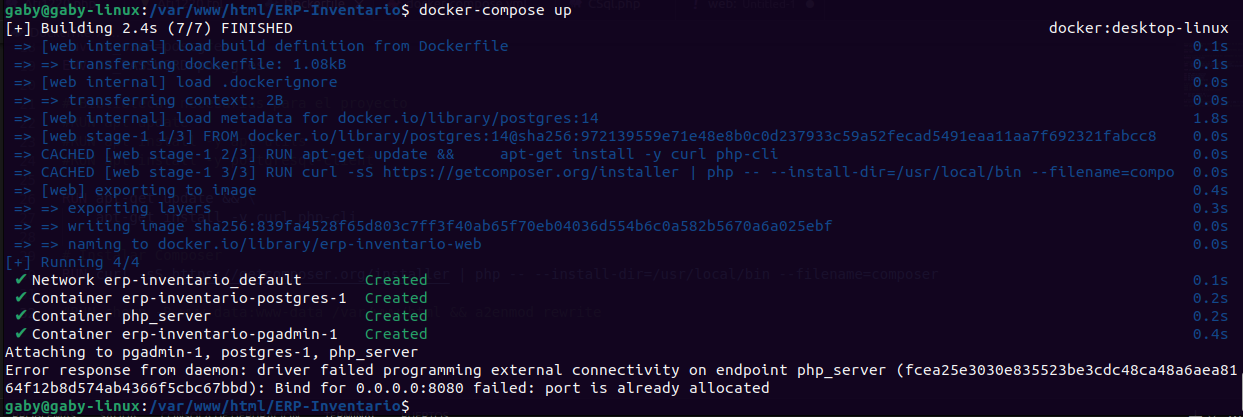 gaby@gaby-linux:/var/www/html/ERP-Inventario$ docker-compose up
[+] Building 2.4s (7/7) FINISHED docker:desktop-linux
=> [web internal] load build definition from Dockerfile 0.1s
=> => transferring dockerfile: 1.08kB 0.1s
=> [web internal] load .dockerignore 0.0s
=> => transferring context: 2B 0.0s
=> [web internal] load metadata for docker.io/library/postgres:14 1.8s
=> [web stage-1 1/3] FROM docker.io/library/postgres:14@sha256:972139559e71e48e8b0c0d237933c59a52fecad5491eaa11aa7f692321fabcc8 0.0s
=> CACHED [web stage-1 2/3] RUN apt-get update && apt-get install -y curl php-cli 0.0s
=> CACHED [web stage-1 3/3] RUN curl -sS https://getcomposer.org/installer | php -- --install-dir=/usr/local/bin --filename=compo 0.0s
=> [web] exporting to image 0.4s
=> => exporting layers 0.3s
=> => writing image sha256:839fa4528f65d803c7ff3f40ab65f70eb04036d554b6c0a582b5670a6a025ebf 0.0s
=> => naming to docker.io/library/erp-inventario-web 0.0s
[+] Running 4/4
✔ Network erp-inventario_default Created 0.1s
✔ Container erp-inventario-postgres-1 Created 0.2s
✔ Container php_server Created 0.2s
✔ Container erp-inventario-pgadmin-1 Created 0.4s
Attaching to pgadmin-1, postgres-1, php_server
Error response from daemon: driver failed programming external connectivity on endpoint php_server (fcea25e3030e835523be3cdc48ca48a6aea81
64f12b8d574ab4366f5cbc67bbd): Bind for 0.0.0.0:8080 failed: port is already allocated
gaby@gaby-linux:/var/www/html/ERP-Inventario$